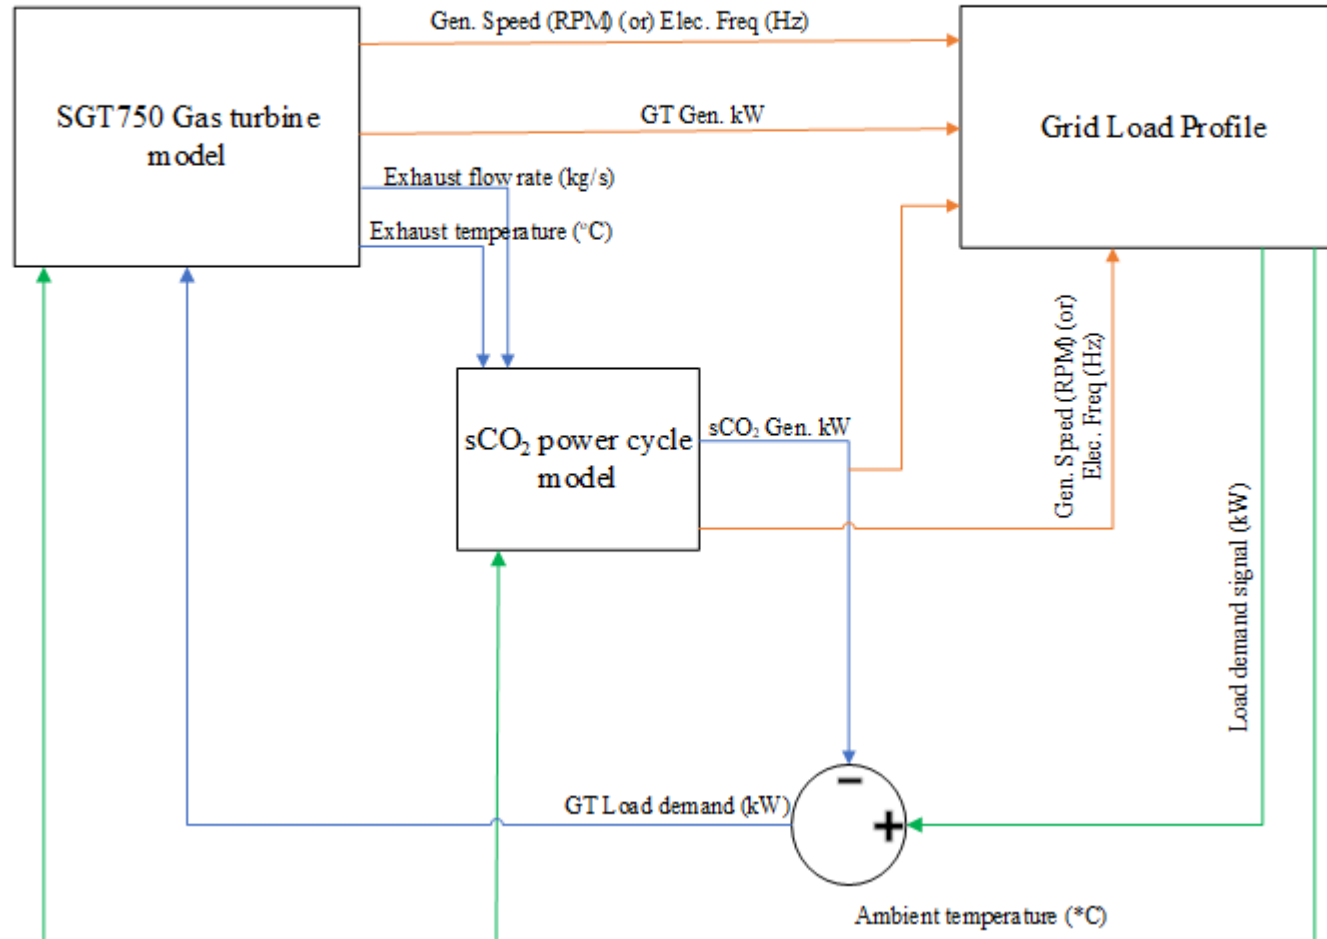 Gen. Speed (RPM) (or) Elec. Freq (Hz)
SGT750 Gas turbine
model
GT Gen. kW
Grid Load Profile
Exhaust flow rate (kg/s)
Exhaust temperature (°C)
sCO₂ power cycle
model
sCO₂ Gen. kW
Gen. Speed (RPM) (or)
Elec. Freq (Hz)
Load demand signal (kW)
−
+
GT Load demand (kW)
Ambient temperature (*C)